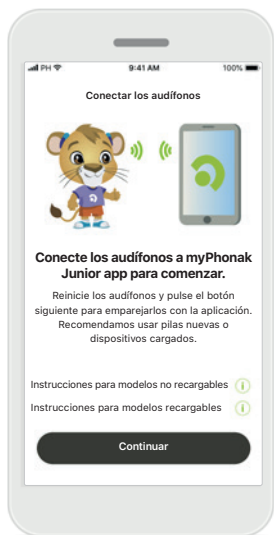 PH 9:41 AM 100%
Conectar los audífonos
Conecte los audífonos a myPhonak
Junior app para comenzar.
Reinicie los audífonos y pulse el botón
siguiente para emparejarlos con la aplicación.
Recomendamos usar pilas nuevas o
dispositivos cargados.
Instrucciones para modelos no recargables i
Instrucciones para modelos recargables i
Continuar